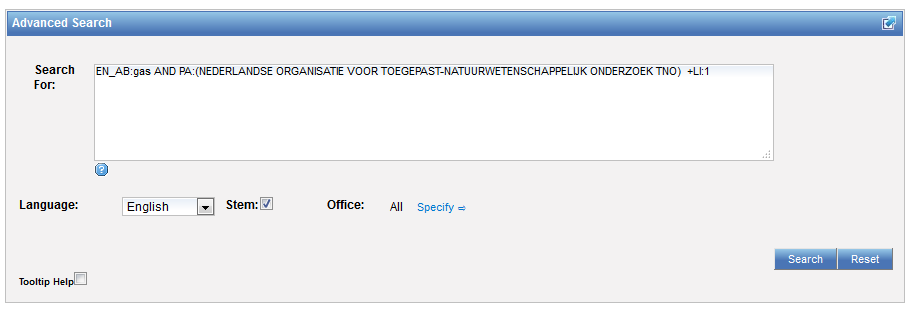 Advanced Search
Search For:
EN_AB:gas AND PA:(NEDERLANDSE ORGANISATIE VOOR TOEGEPAST-NATUURWETENSCHAPPELIJK ONDERZOEK TNO) +LI:1
?
Language: English Stem: Office: All Specify ⇨
Search Reset
Tooltip Help